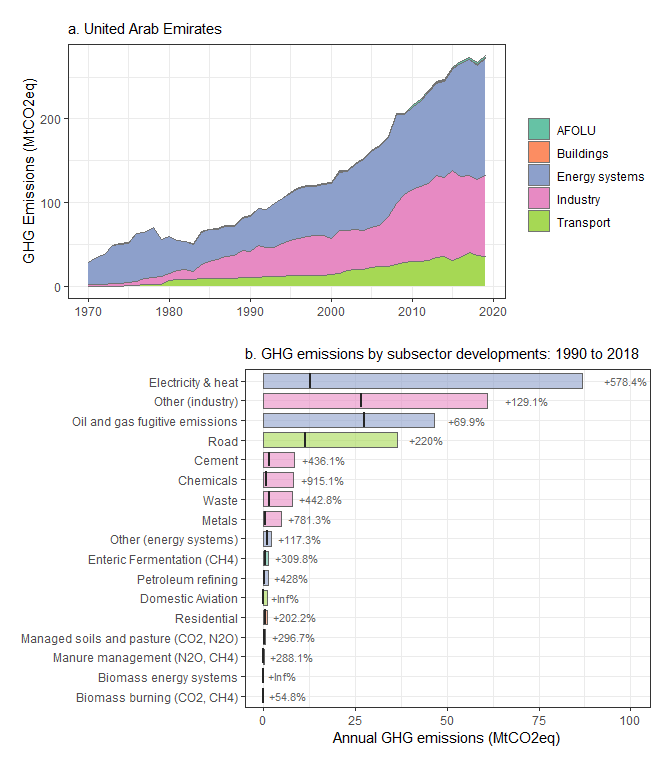 a. United Arab Emirates
GHG Emissions (MtCO2eq)
200
100
0
1970
1980
1990
2000
2010
2020
AFOLU
Buildings
Energy systems
Industry
Transport
b. GHG emissions by subsector developments: 1990 to 2018
Electricity & heat +578.4%
Other (industry) +129.1%
Oil and gas fugitive emissions +69.9%
Road +220%
Cement +436.1%
Chemicals +915.1%
Waste +442.8%
Metals +781.3%
Other (energy systems) +117.3%
Enteric Fermentation (CH4) +309.8%
Petroleum refining +428%
Domestic Aviation +Inf%
Residential +202.2%
Managed soils and pasture (CO2, N2O) +296.7%
Manure management (N2O, CH4) +288.1%
Biomass energy systems +Inf%
Biomass burning (CO2, CH4) +54.8%
0
25
50
75
100
Annual GHG emissions (MtCO2eq)